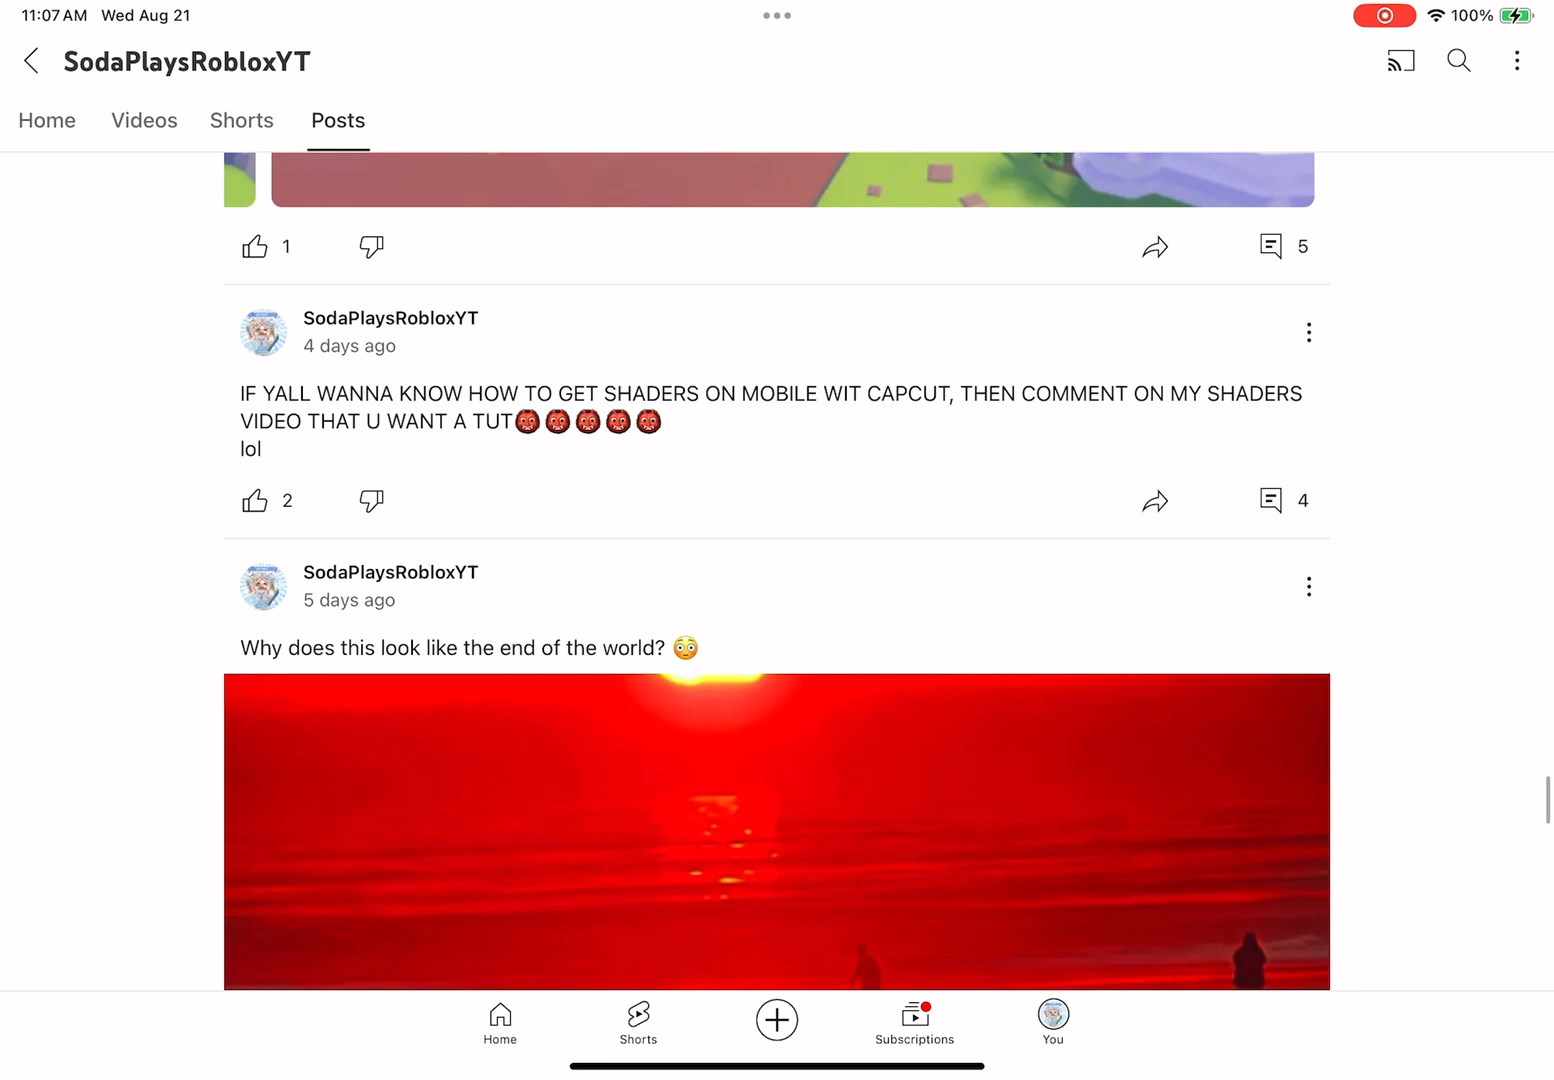 11:07 AM Wed Aug 21
100%
SodaPlaysRobloxYT
Home Videos Shorts Posts
1 5
SodaPlaysRobloxYT
4 days ago
IF YALL WANNA KNOW HOW TO GET SHADERS ON MOBILE WIT CAPCUT, THEN COMMENT ON MY SHADERS
VIDEO THAT U WANT A TUT👹👹👹👹👹
lol
2 4
SodaPlaysRobloxYT
5 days ago
Why does this look like the end of the world? 😳
Home Shorts Subscriptions You